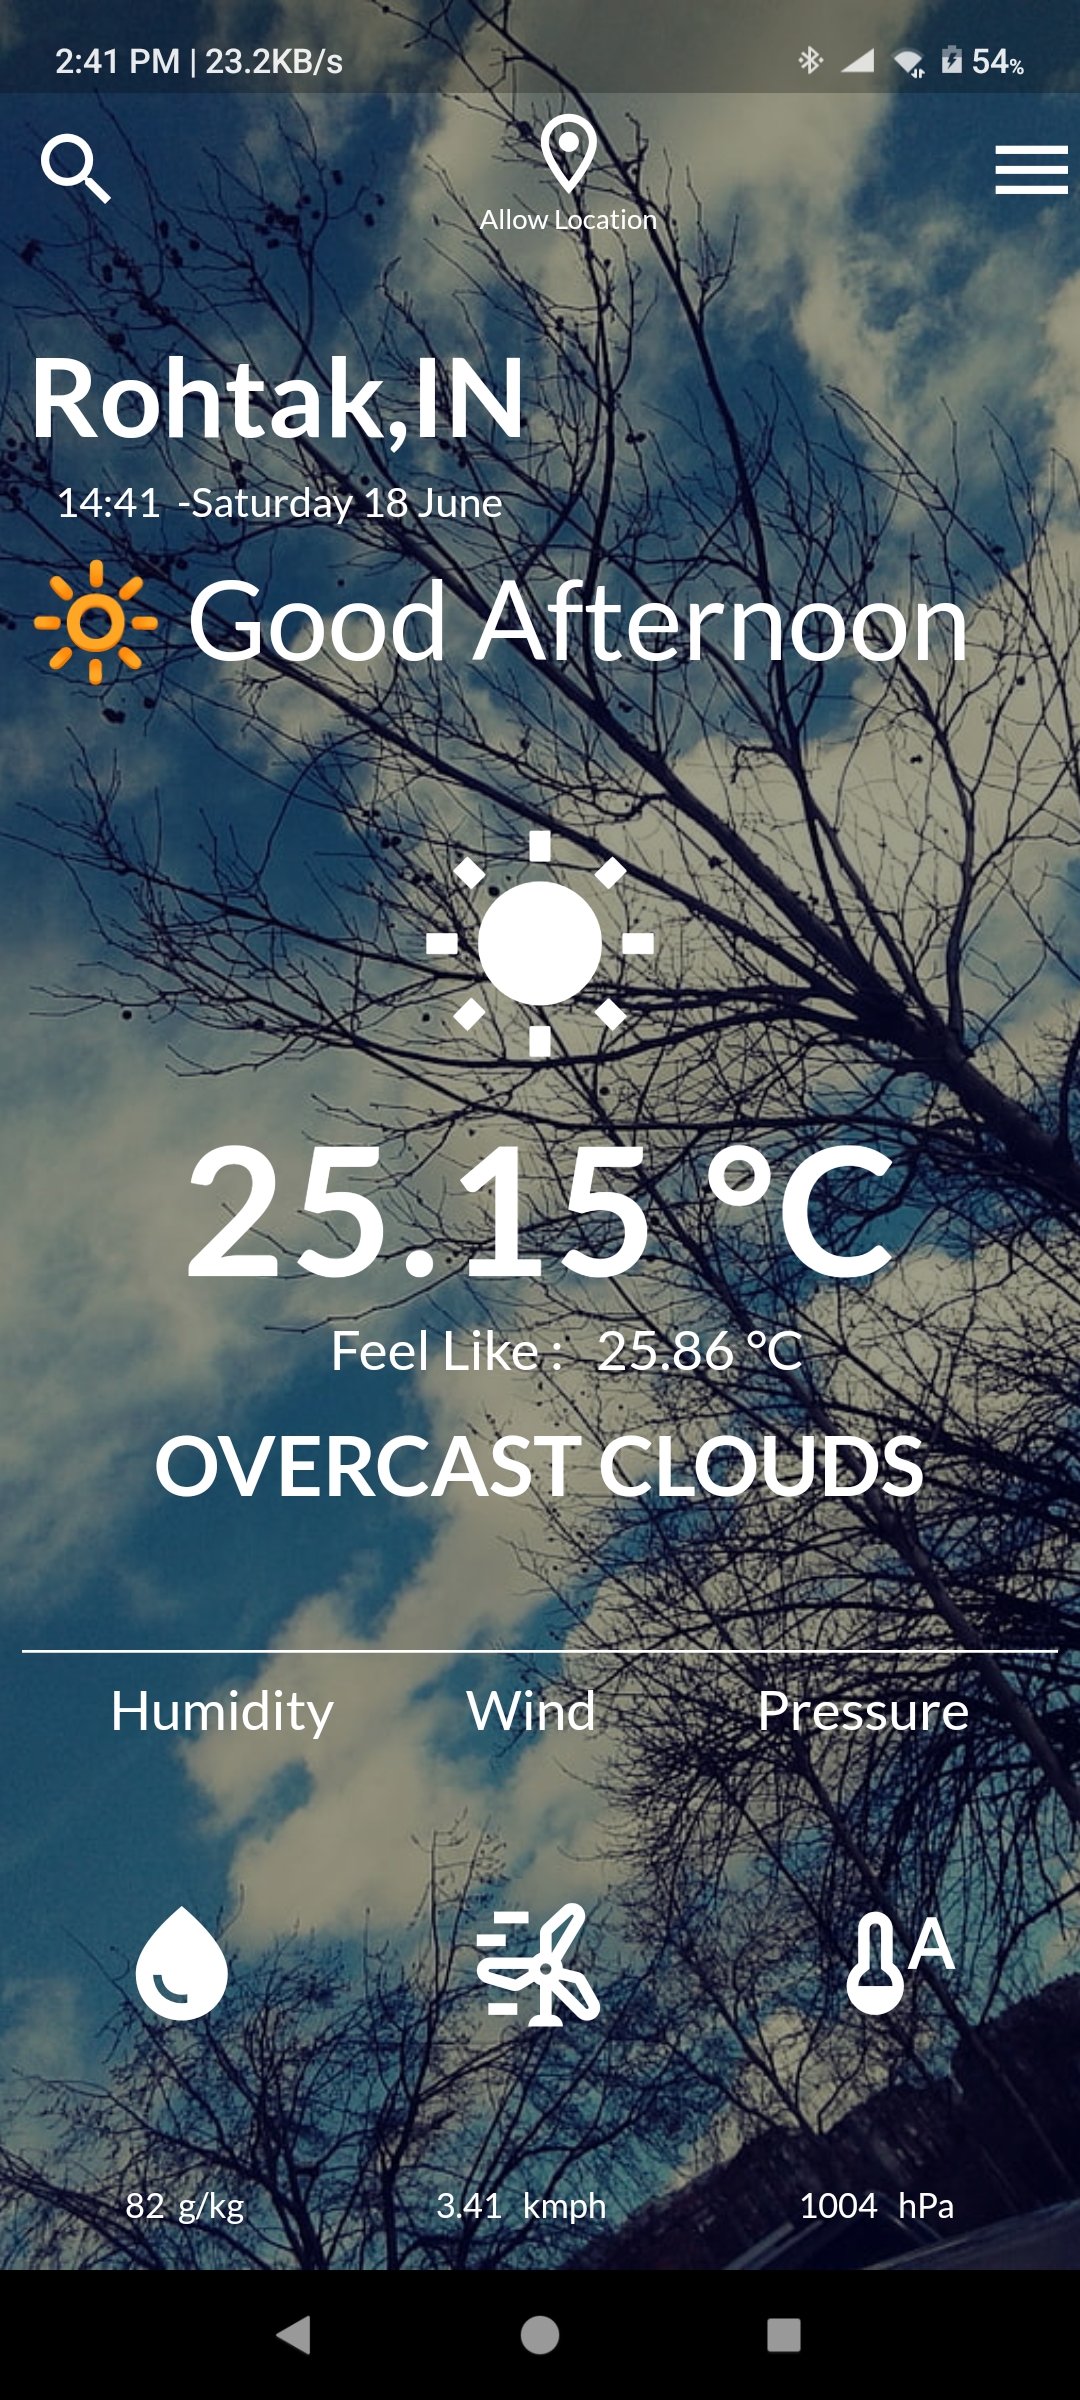 2:41 PM | 23.2KB/s 54%
Allow Location
Rohtak,IN
14:41 -Saturday 18 June
🔆 Good Afternoon
25.15 °C
Feel Like : 25.86 °C
OVERCAST CLOUDS
Humidity Wind Pressure
A
82 g/kg 3.41 kmph 1004 hPa